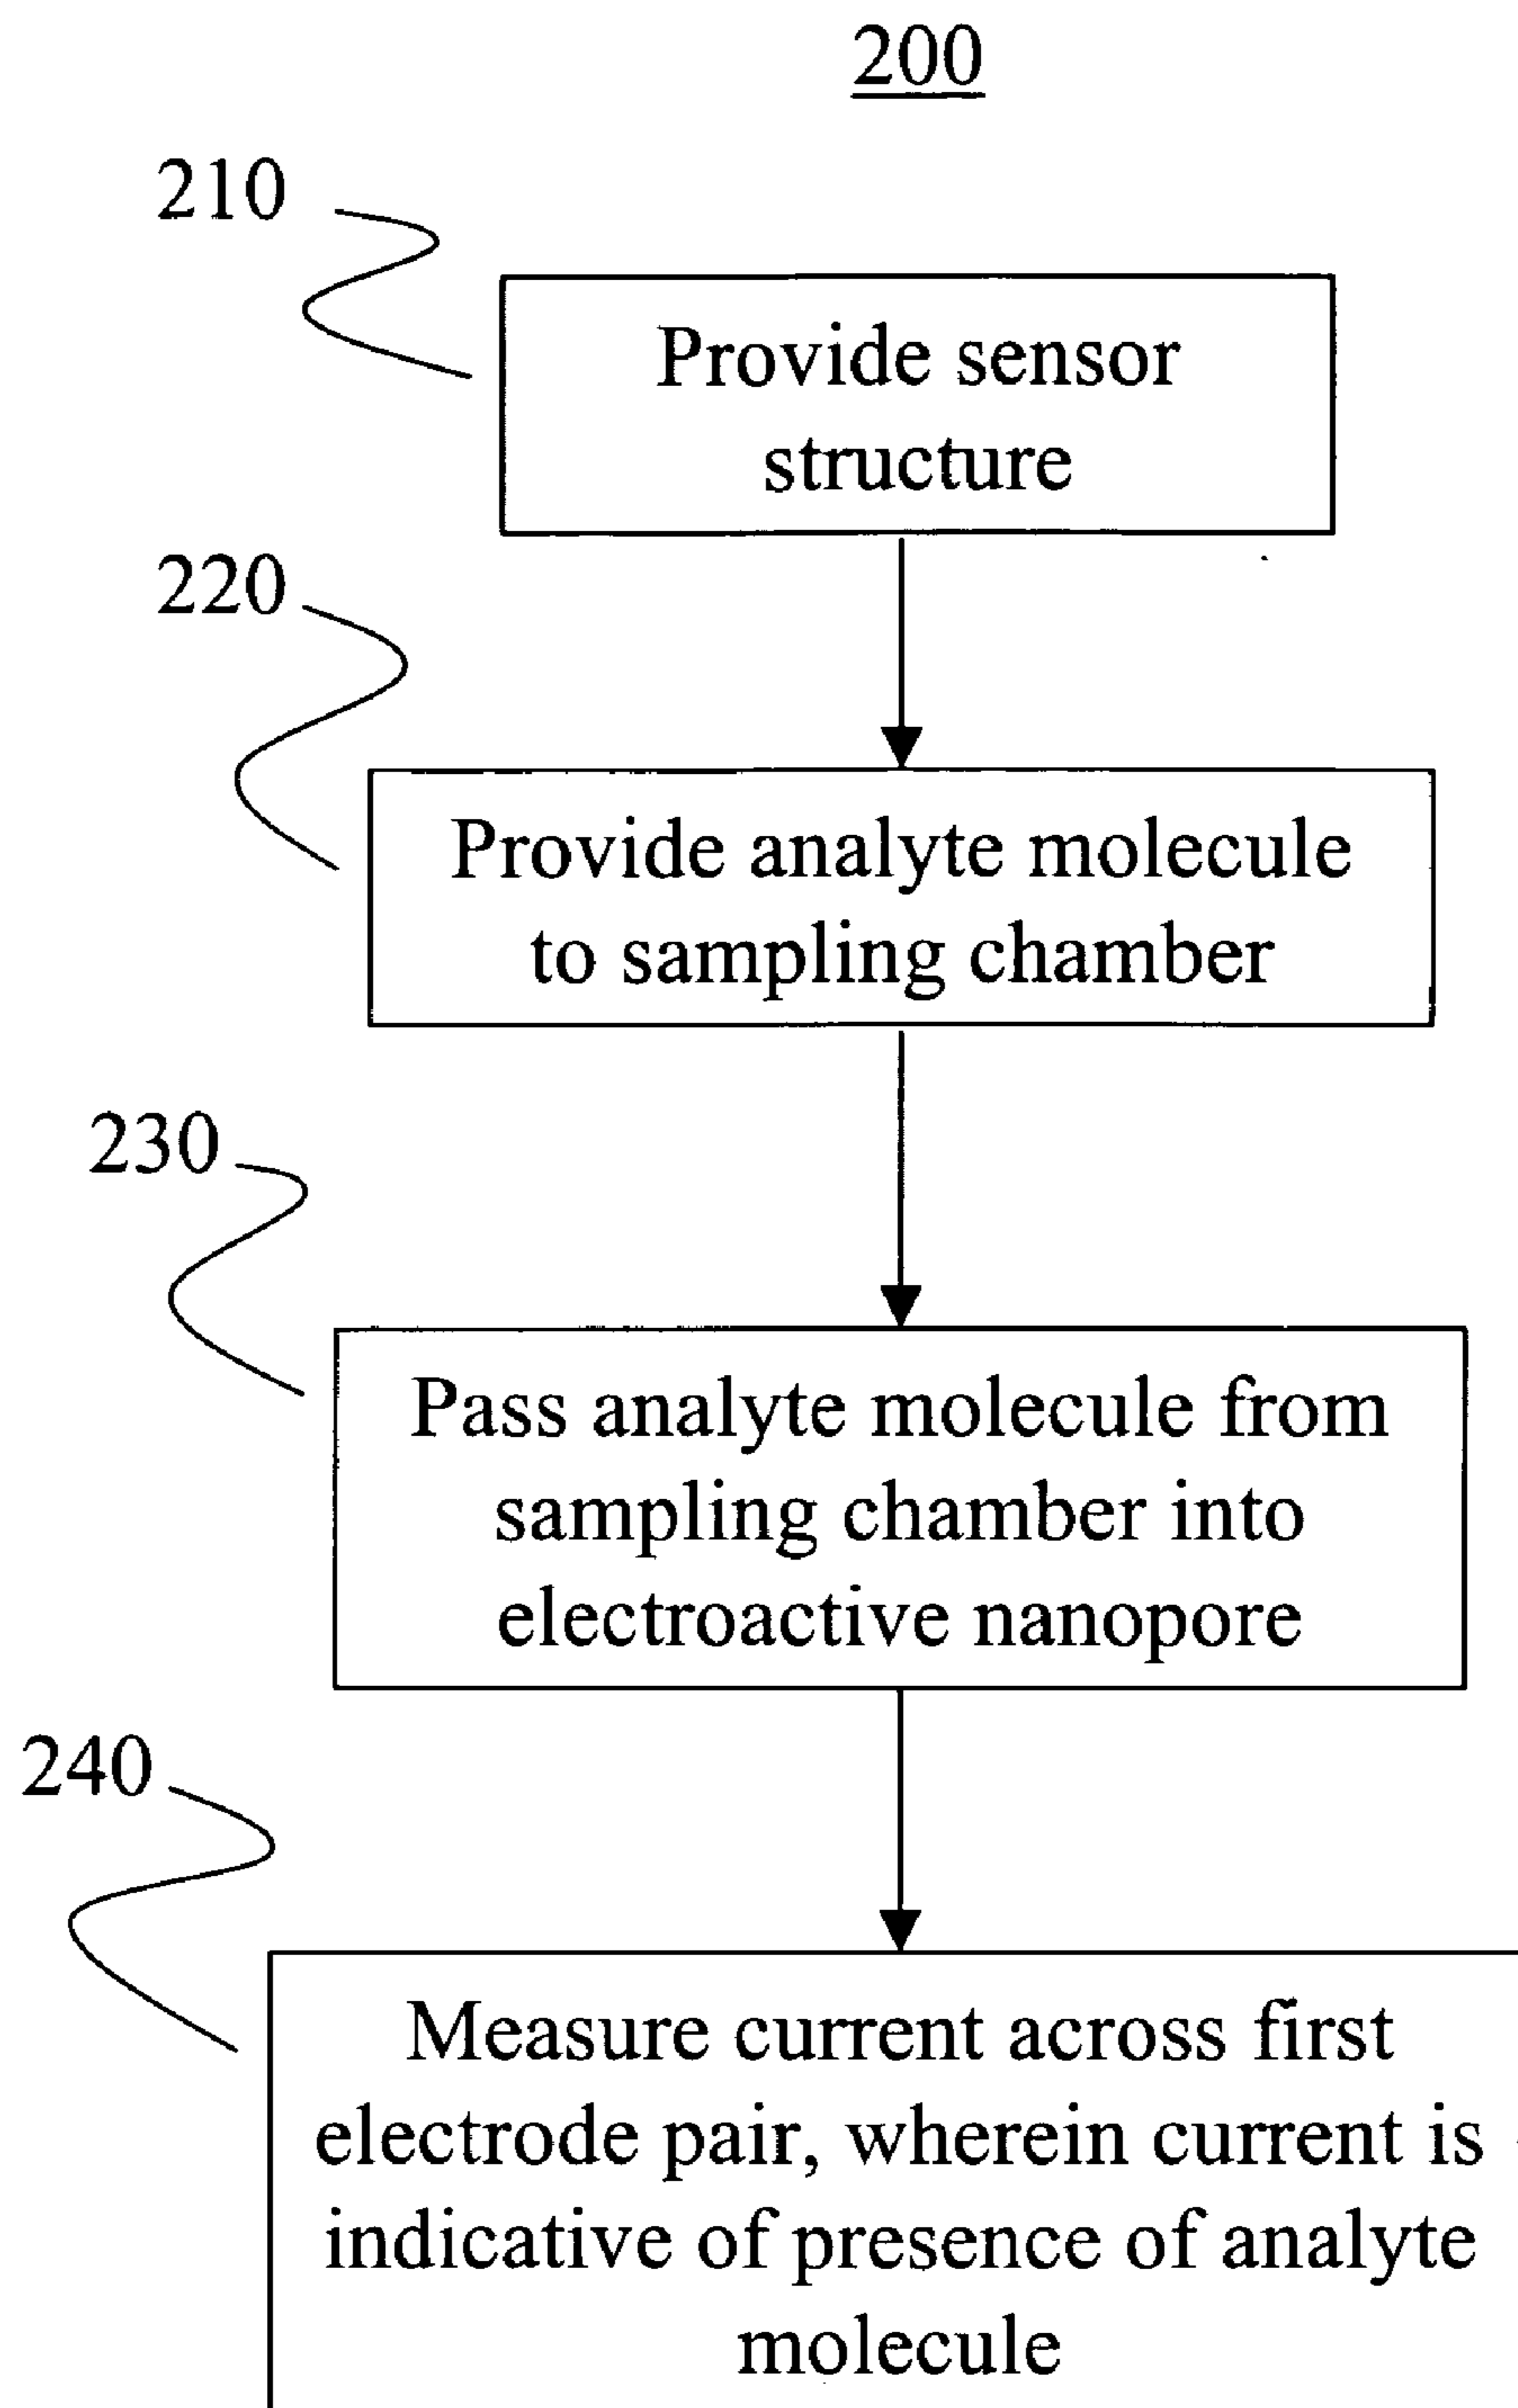 200
210
Provide sensor
structure
220
Provide analyte molecule
to sampling chamber
230
Pass analyte molecule from
sampling chamber into
electroactive nanopore
240
Measure current across first
electrode pair, wherein current is
indicative of presence of analyte
molecule